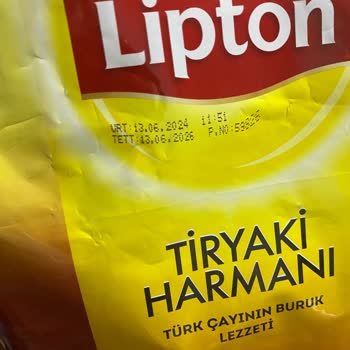 Lipton
ÜRT:13.06.2024 11:51
TETT:13.06.2026 P.NO:59826
TİRYAKİ
HARMANI
TÜRK ÇAYININ BURUK
LEZZETİ